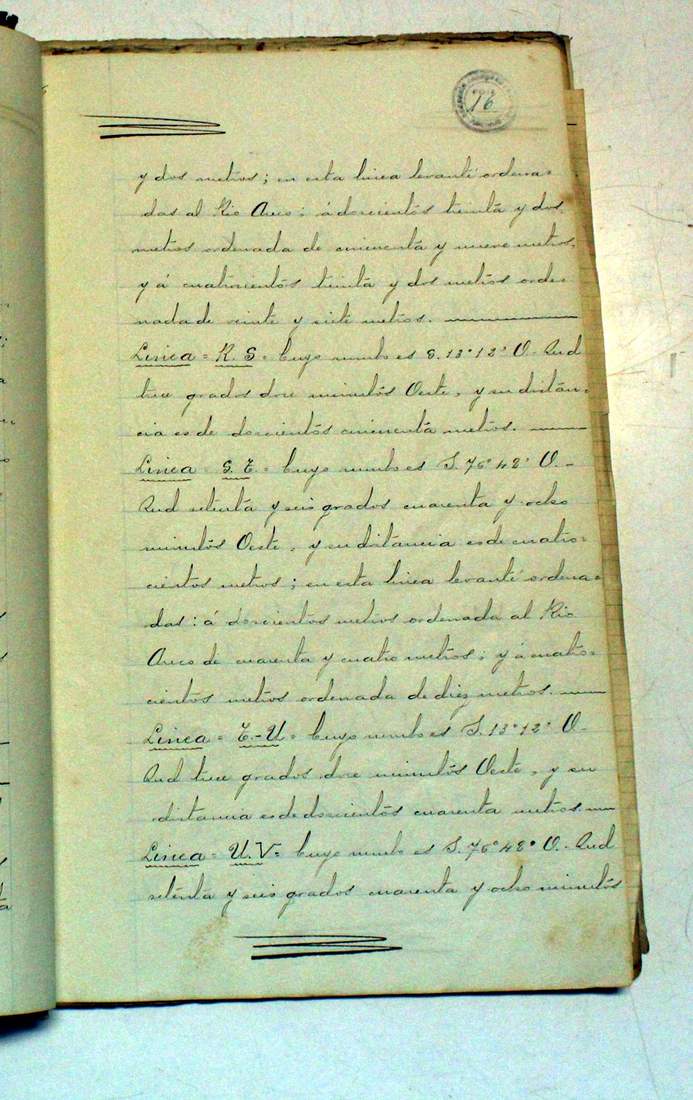 16
y dos metros; en esta linea levanté ordena-
das al Rio Areco: á doscientos treinta y dos
metros ordenada de cincuenta y nueve metros,
y á cuatrocientos treinta y dos metros orde-
nada de veinte y siete metros.
Linea = R. S = Cuyo rumbo es S. 13° 12' O. Sud
trece grados doce minutos Oeste, y su distan-
cia es de doscientos cincuenta metros.
Linea = S. T. = Cuyo rumbo es S. 76° 48' O. -
Sud setenta y seis grados cuarenta y ocho
minutos Oeste, y su distancia es de cuatro-
cientos metros; en esta linea levanté ordena-
das: á doscientos metros ordenada al Rio
Areco de cuarenta y cuatro metros; y á cuatro-
cientos metros ordenada de diez metros.
Linea = T.-U = Cuyo rumbo es S. 13° 12' O -
Sud trece grados doce minutos Oeste, y su
distancia es de doscientos cuarenta metros.
Linea = U. V = Cuyo rumbo es S. 76° 48' O. - Sud
setenta y seis grados cuarenta y ocho minutos